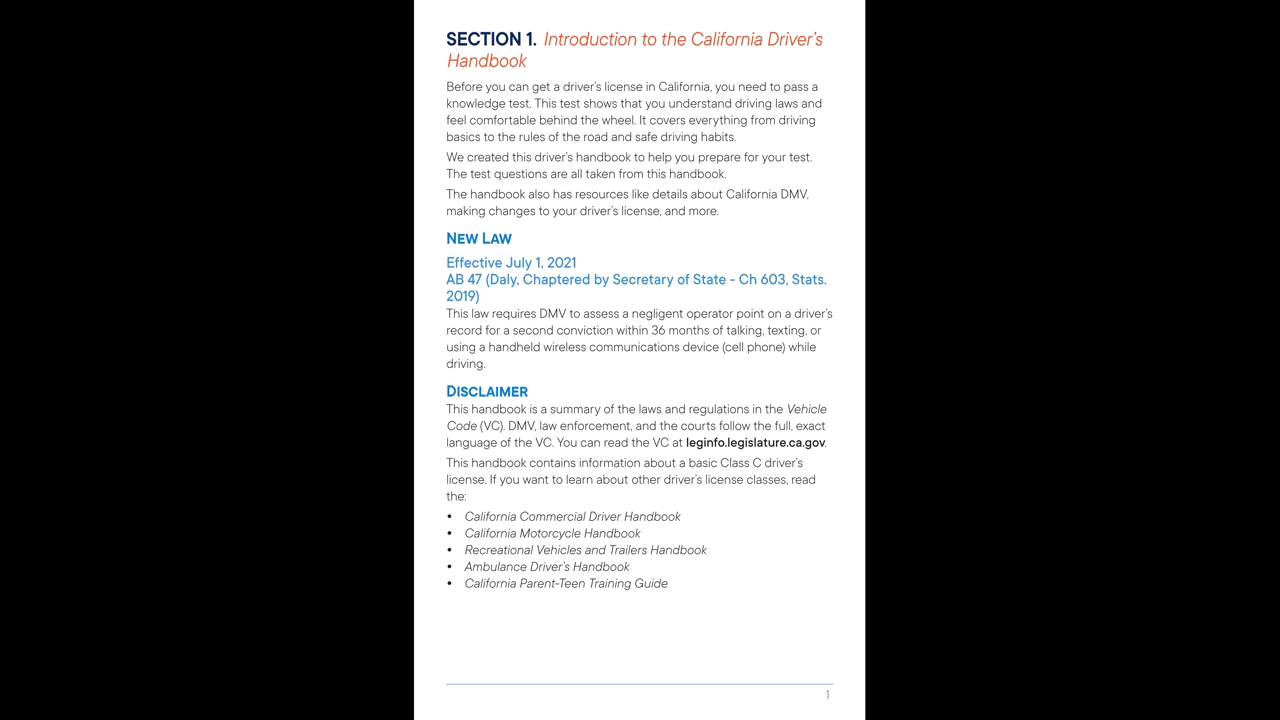 SECTION 1. Introduction to the California Driver's
Handbook
Before you can get a driver's license in California, you need to pass a
knowledge test. This test shows that you understand driving laws and
feel comfortable behind the wheel. It covers everything from driving
basics to the rules of the road and safe driving habits.
We created this driver's handbook to help you prepare for your test.
The test questions are all taken from this handbook.
The handbook also has resources like details about California DMV,
making changes to your driver's license, and more.
NEW LAW
Effective July 1, 2021
AB 47 (Daly, Chaptered by Secretary of State - Ch 603, Stats.
2019)
This law requires DMV to assess a negligent operator point on a driver's
record for a second conviction within 36 months of talking, texting, or
using a handheld wireless communications device (cell phone) while
driving.
DISCLAIMER
This handbook is a summary of the laws and regulations in the Vehicle
Code (VC). DMV, law enforcement, and the courts follow the full, exact
language of the VC. You can read the VC at leginfo.legislature.ca.gov.
This handbook contains information about a basic Class C driver's
license. If you want to learn about other driver's license classes, read
the:
• California Commercial Driver Handbook
• California Motorcycle Handbook
• Recreational Vehicles and Trailers Handbook
• Ambulance Driver's Handbook
• California Parent-Teen Training Guide
1